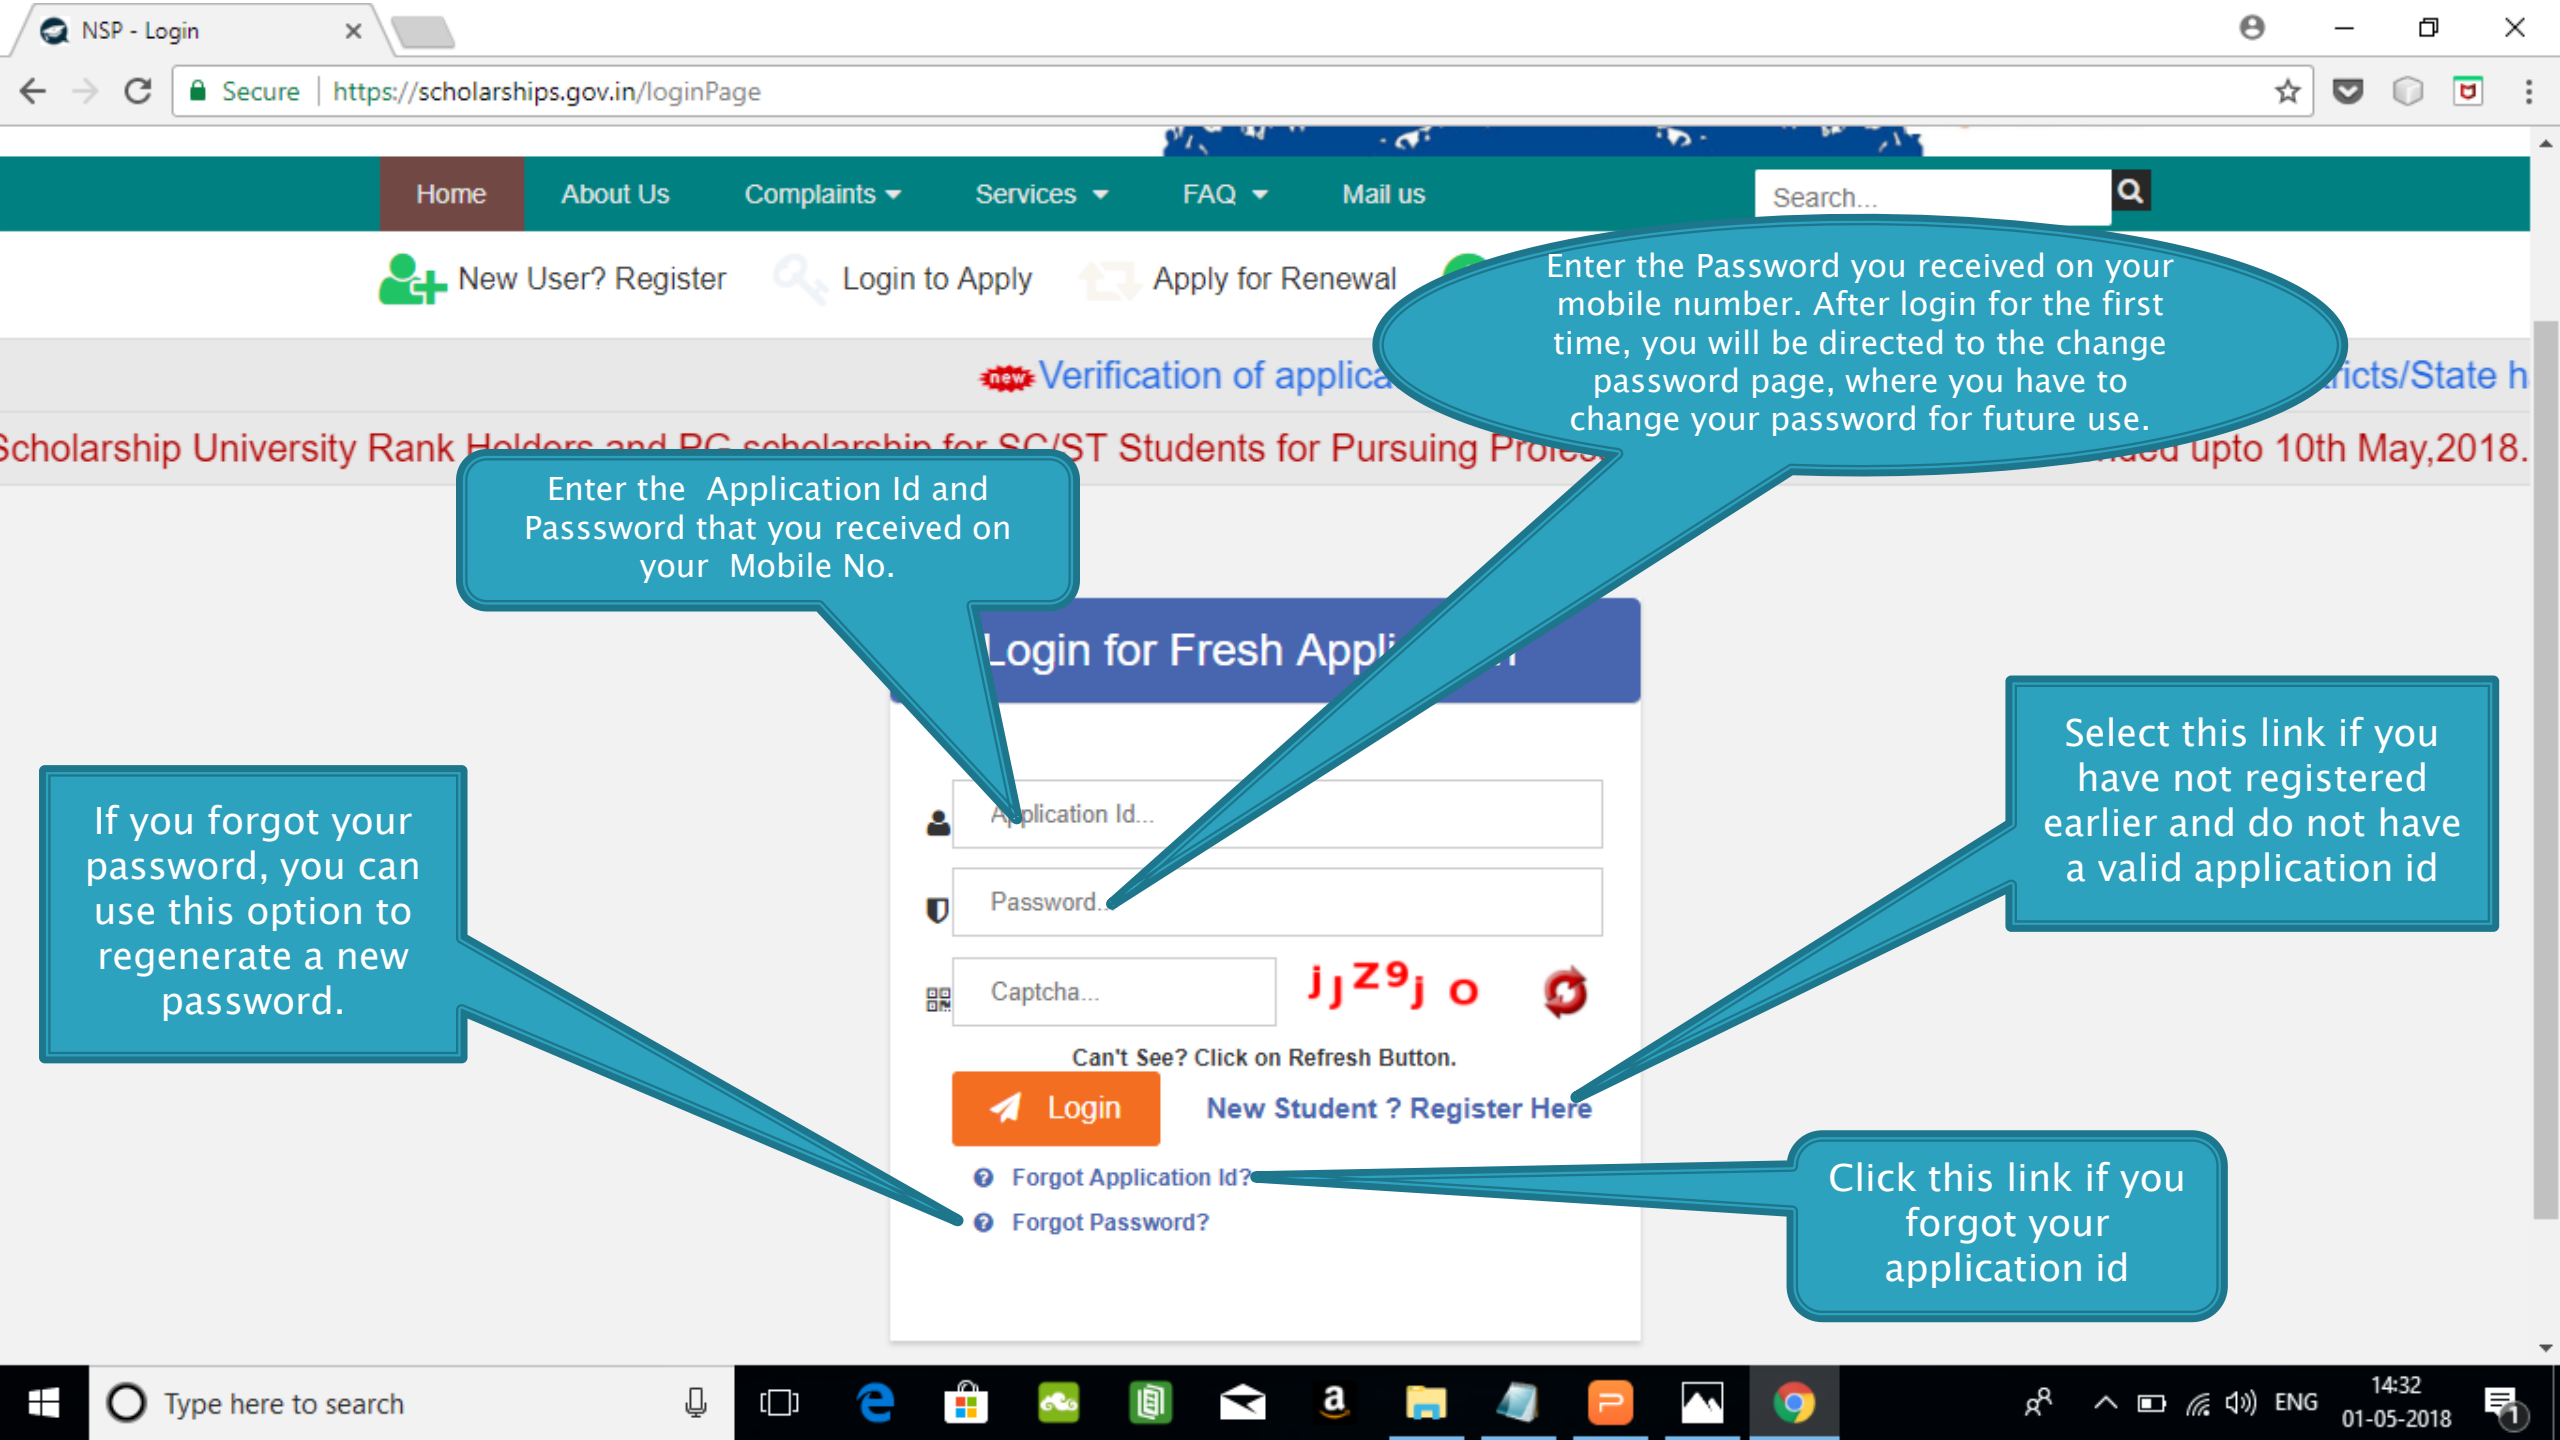 NSP - Login
Secure | https://scholarships.gov.in/loginPage
Home About Us Complaints Services FAQ Mail us Search...
New User? Register Login to Apply Apply for Renewal
Enter the Password you received on your
mobile number. After login for the first
time, you will be directed to the change
password page, where you have to
change your password for future use.
new Verification of
Scholarship University Rank Holders and PG scholarship for SC/ST Students for Pursuing upto 10th May,2018.
Enter the Application Id and
Passsword that you received on
your Mobile No.
Login for Fresh
Select this link if you
have not registered
earlier and do not have
a valid application id
If you forgot your
password, you can
use this option to
regenerate a new
password.
Application Id...
Password...
Captcha... jJZ9jo
Can't See? Click on Refresh Button.
Login New Student ? Register Here
Forgot Application Id?
Forgot Password?
Click this link if you
forgot your
application id
Type here to search ENG 14:32
01-05-2018 1